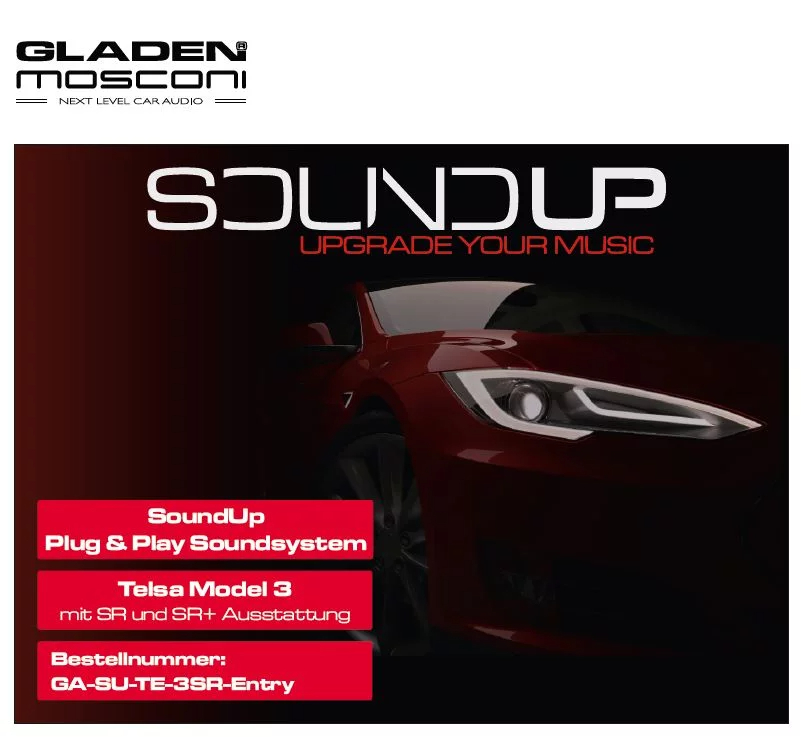 GLADEN®
mosconi
NEXT LEVEL CAR AUDIO
SOUNDUP
UPGRADE YOUR MUSIC
SoundUp
Plug & Play Soundsystem
Telsa Model 3
mit SR und SR+ Ausstattung
Bestellnummer:
GA-SU-TE-3SR-Entry